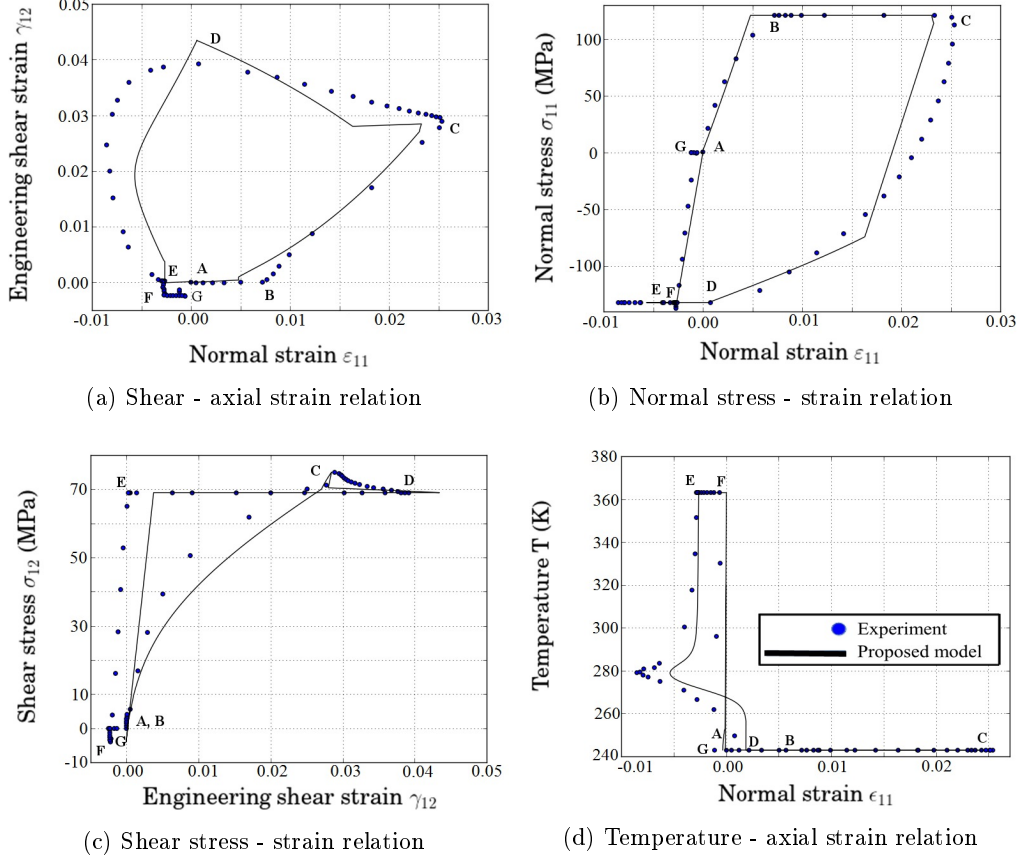 Engineering shear strain γ12
0.05
0.04
0.03
0.02
0.01
0.00
-0.01
0.00
0.01
0.02
0.03
D
C
A
E
F
G
B
Normal strain ε11
(a) Shear - axial strain relation
Normal stress σ11 (MPa)
100
50
0
-50
-100
-0.01
0.00
0.01
0.02
0.03
B
C
G
A
E
F
D
Normal strain ε11
(b) Normal stress - strain relation
Shear stress σ12 (MPa)
70
50
30
10
0
-10
0.00
0.01
0.02
0.03
0.04
0.05
E
C
D
A, B
G
F
Engineering shear strain γ12
(c) Shear stress - strain relation
Temperature T (K)
380
360
340
320
300
280
260
240
-0.01
0.00
0.01
0.02
E
F
Experiment
Proposed model
A
G
D
B
C
Normal strain ϵ11
(d) Temperature - axial strain relation